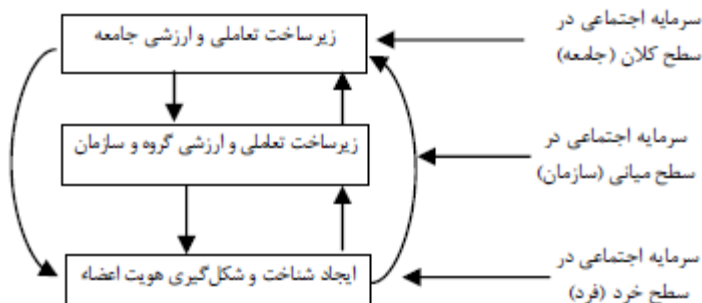 سرمایه اجتماعی در
سطح کلان (جامعه)
زیرساخت تعاملی و ارزشی جامعه
سرمایه اجتماعی در
سطح میانی (سازمان)
زیرساخت تعاملی و ارزشی گروه و سازمان
سرمایه اجتماعی در
سطح خرد (فرد)
ایجاد شناخت و شکل‌گیری هویت اعضاء